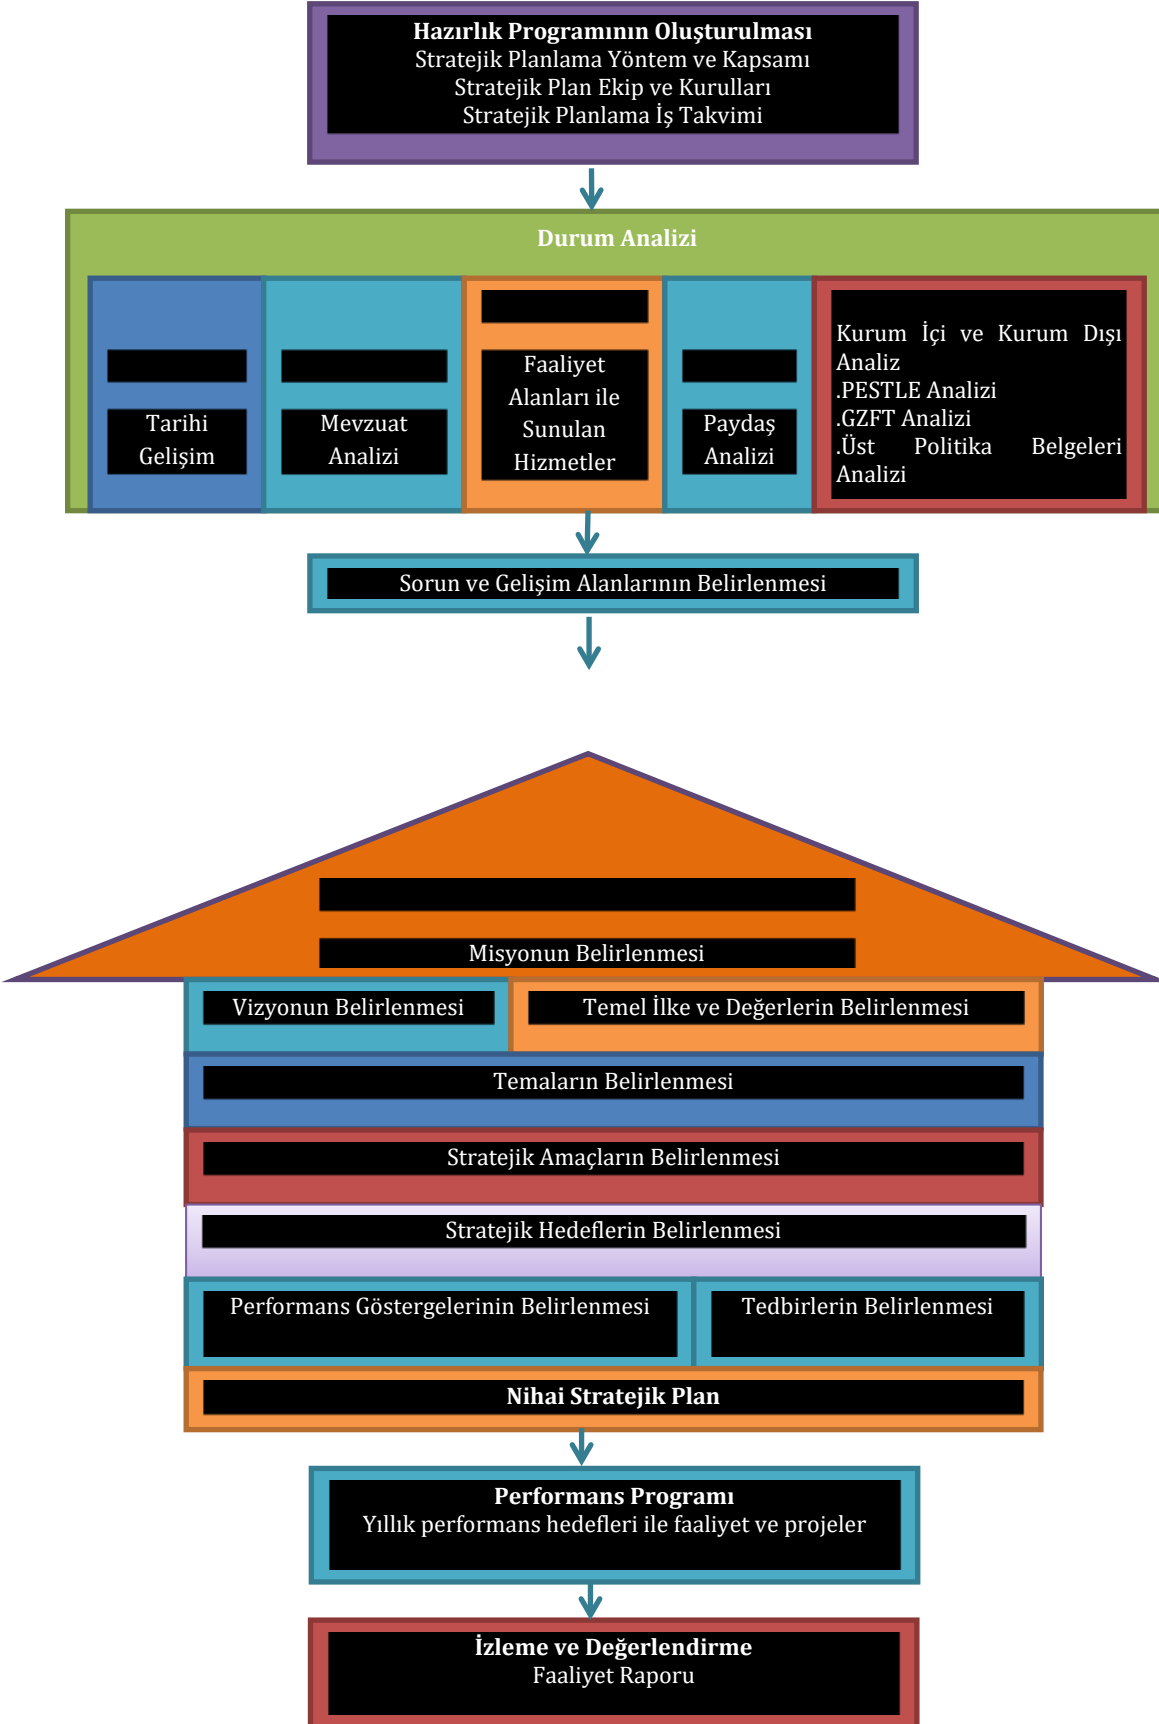 Hazırlık Programının Oluşturulması
Stratejik Planlama Yöntem ve Kapsamı
Stratejik Plan Ekip ve Kurulları
Stratejik Planlama İş Takvimi
Durum Analizi
Tarihi
Gelişim
Mevzuat
Analizi
Faaliyet
Alanları ile
Sunulan
Hizmetler
Paydaş
Analizi
Kurum İçi ve Kurum Dışı
Analiz
.PESTLE Analizi
.GZFT Analizi
.Üst Politika Belgeleri
Analizi
Sorun ve Gelişim Alanlarının Belirlenmesi
Misyonun Belirlenmesi
Vizyonun Belirlenmesi
Temel İlke ve Değerlerin Belirlenmesi
Temaların Belirlenmesi
Stratejik Amaçların Belirlenmesi
Stratejik Hedeflerin Belirlenmesi
Performans Göstergelerinin Belirlenmesi
Tedbirlerin Belirlenmesi
Nihai Stratejik Plan
Performans Programı
Yıllık performans hedefleri ile faaliyet ve projeler
İzleme ve Değerlendirme
Faaliyet Raporu